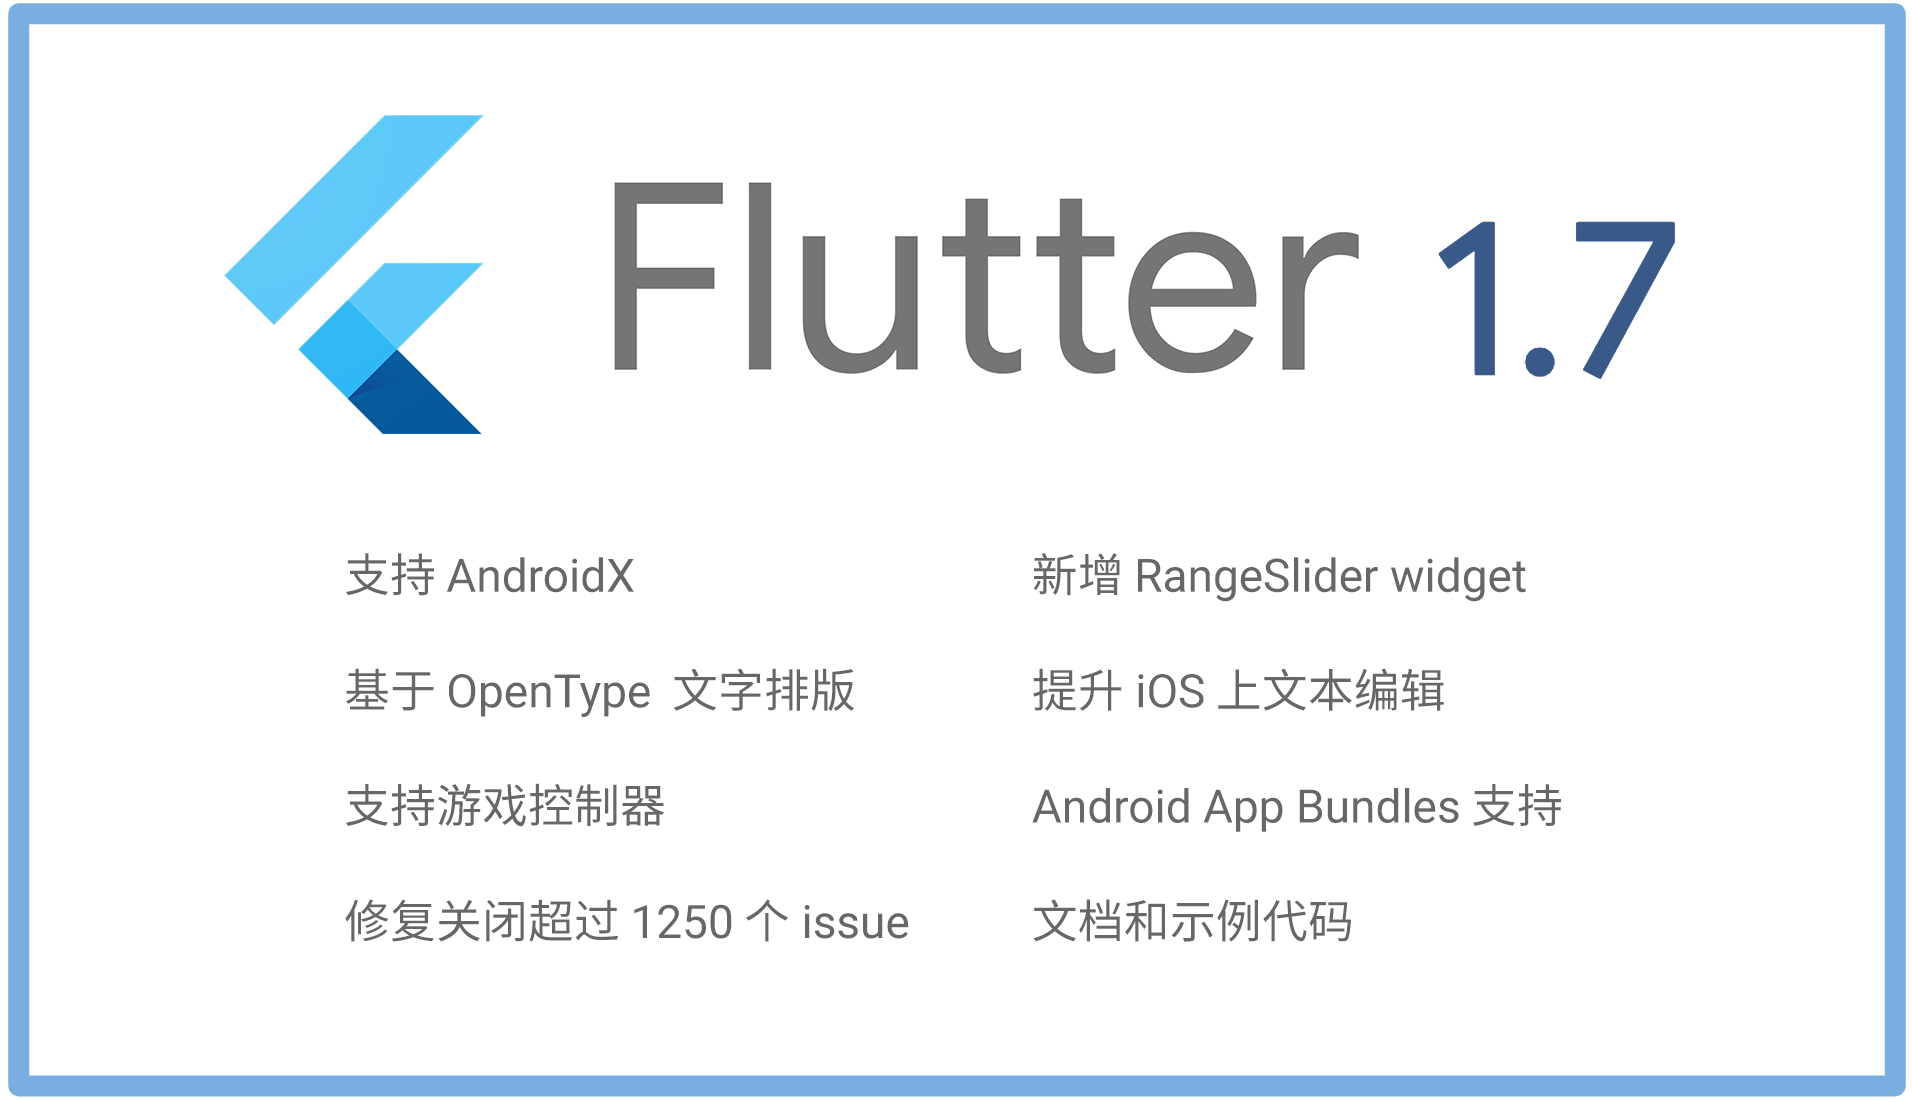 Flutter 1.7
支持 AndroidX
新增 RangeSlider widget
基于 OpenType 文字排版
提升 iOS 上文本编辑
支持游戏控制器
Android App Bundles 支持
修复关闭超过 1250 个 issue
文档和示例代码